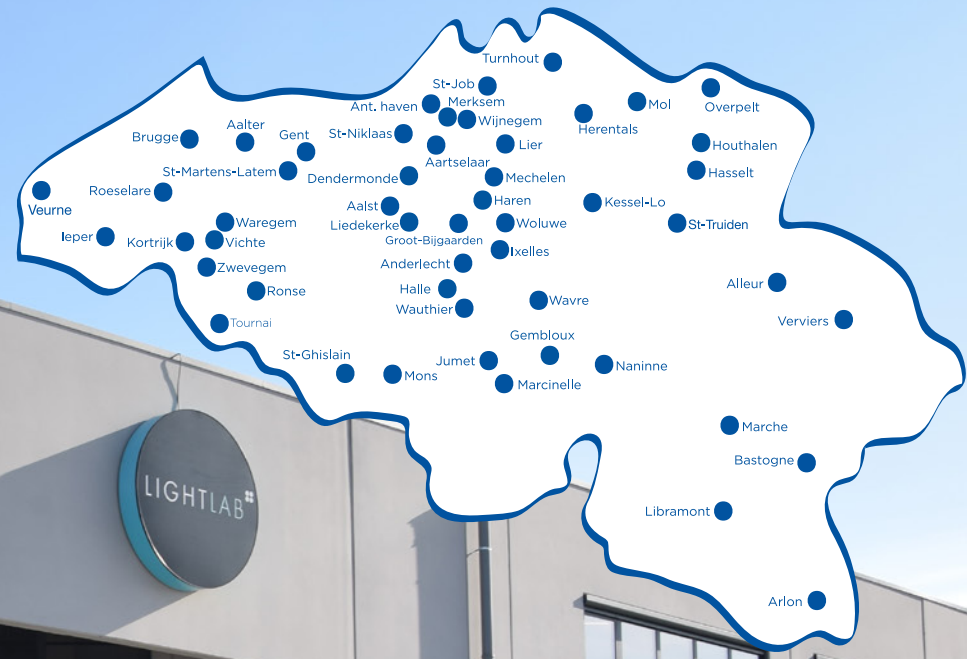 Turnhout
St-Job
Ant. haven
Merksem
Mol
Overpelt
Wijnegem
Herentals
Brugge
Aalter
Gent
St-Niklaas
Lier
Houthalen
Aartselaar
St-Martens-Latem
Dendermonde
Mechelen
Hasselt
Roeselare
Veurne
Aalst
Haren
Kessel-Lo
Waregem
Liedekerke
Woluwe
St-Truiden
Ieper
Kortrijk
Vichte
Groot-Bijgaarden
Ixelles
Zwevegem
Anderlecht
Alleur
Ronse
Halle
Wavre
Wauthier
Verviers
Tournai
Gembloux
St-Ghislain
Jumet
Naninne
Mons
Marcinelle
Marche
Bastogne
LIGHTLAB
Libramont
Arlon